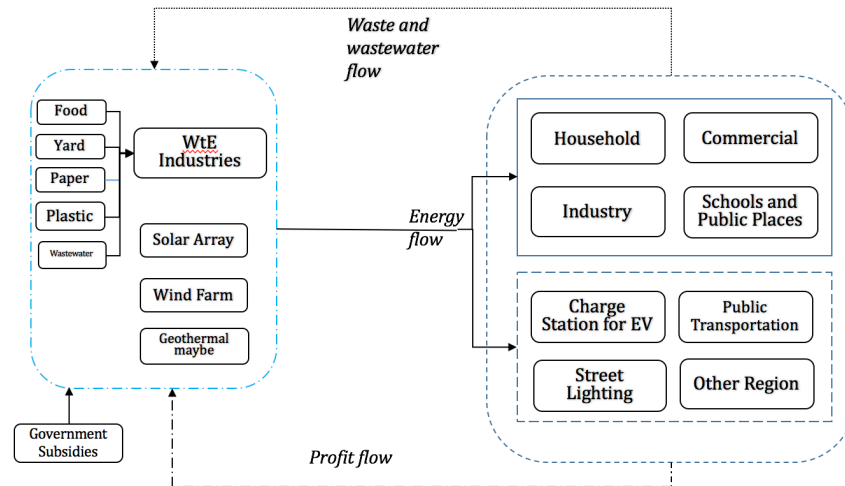 Waste and
wastewater
flow
Food
Yard
Paper
Plastic
Wastewater
WtE
Industries
Solar Array
Wind Farm
Geothermal
maybe
Government
Subsidies
Energy
flow
Household
Commercial
Industry
Schools and
Public Places
Charge
Station for EV
Public
Transportation
Street
Lighting
Other Region
Profit flow